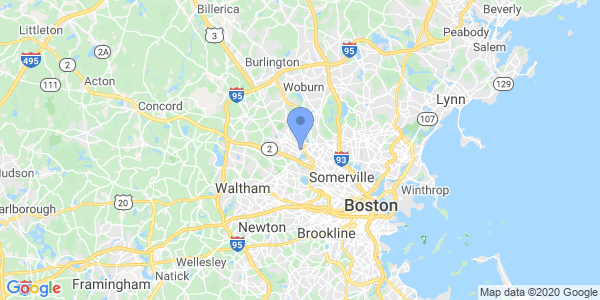 Billerica
Beverly
Littleton
3
95
Peabody
Salem
495
2
2A
Acton
Burlington
Woburn
111
95
129
Concord
Lynn
107
2
93
Hudson
Waltham
Somerville
Winthrop
arlborough
20
Boston
Newton
Brookline
95
Wellesley
Natick
Framingham
Google
Map data ©2020 Google